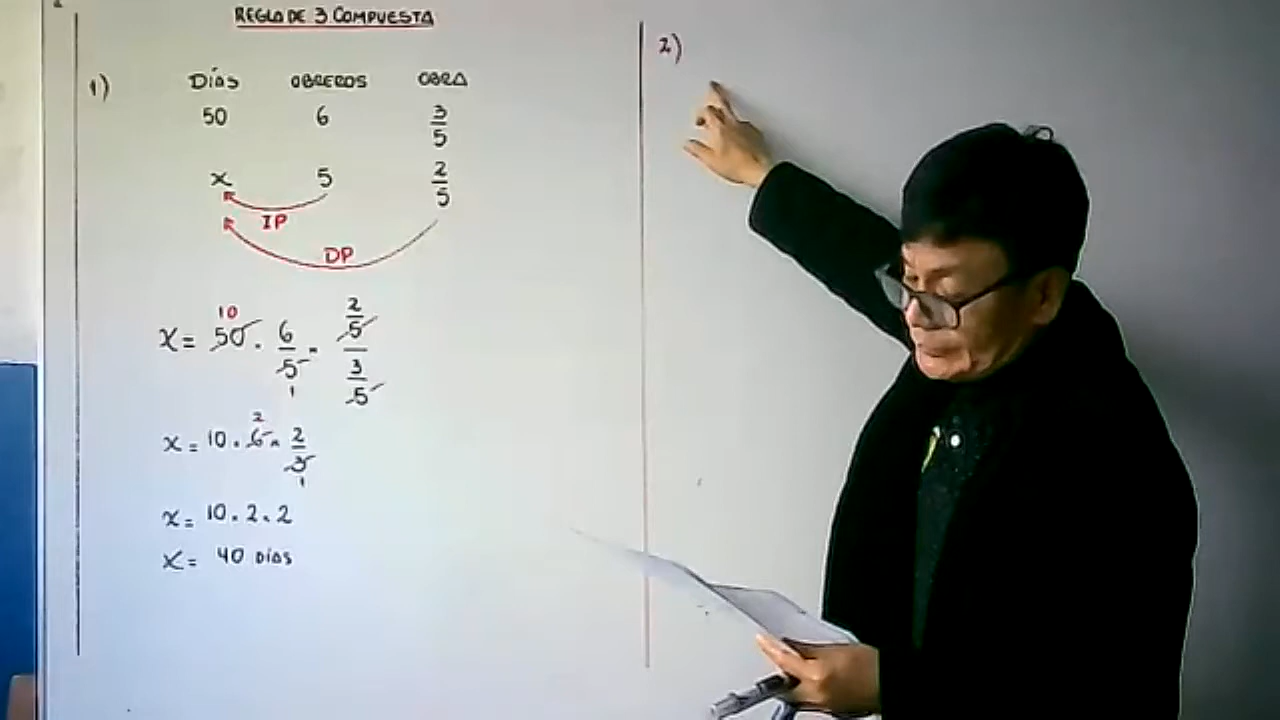 REGLA DE 3 COMPUESTA
1)
DÍAS OBREROS OBRA
50 6 3/5
x 5 2/5
IP
DP
10
x = 50 . 6/5 . 2/5 / 3/5
1
2
x = 10 . 6 . 2/3
1
x = 10 . 2 . 2
x = 40 DÍAS
2)